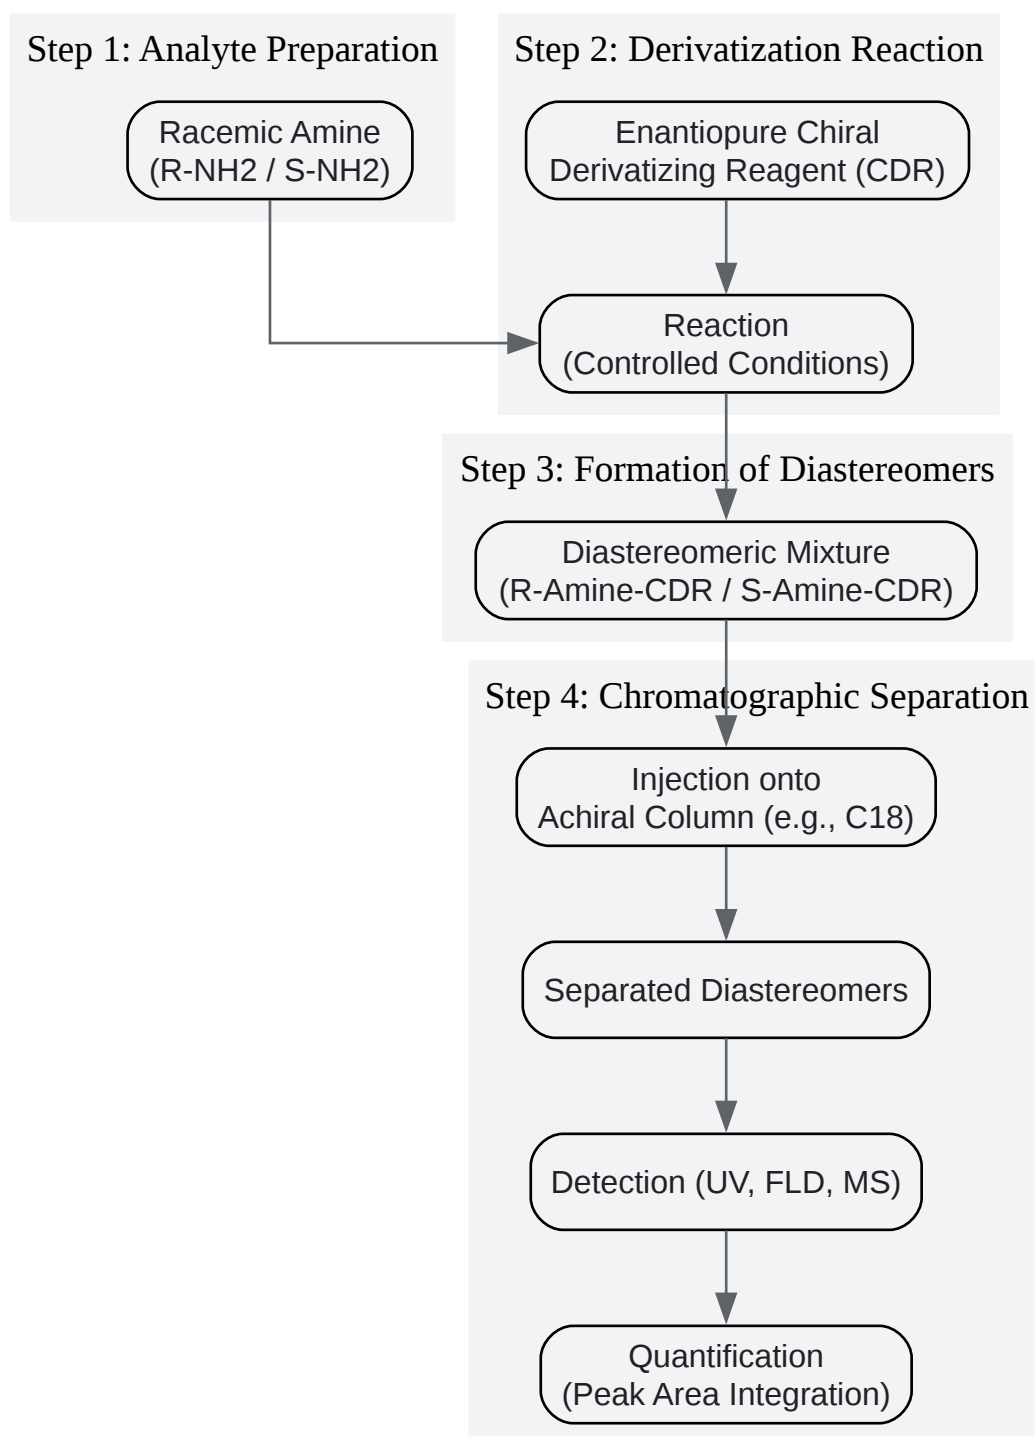 Step 1: Analyte Preparation
Racemic Amine
(R-NH2 / S-NH2)
Step 2: Derivatization Reaction
Enantiopure Chiral
Derivatizing Reagent (CDR)
Reaction
(Controlled Conditions)
Step 3: Formation of Diastereomers
Diastereomeric Mixture
(R-Amine-CDR / S-Amine-CDR)
Step 4: Chromatographic Separation
Injection onto
Achiral Column (e.g., C18)
Separated Diastereomers
Detection (UV, FLD, MS)
Quantification
(Peak Area Integration)